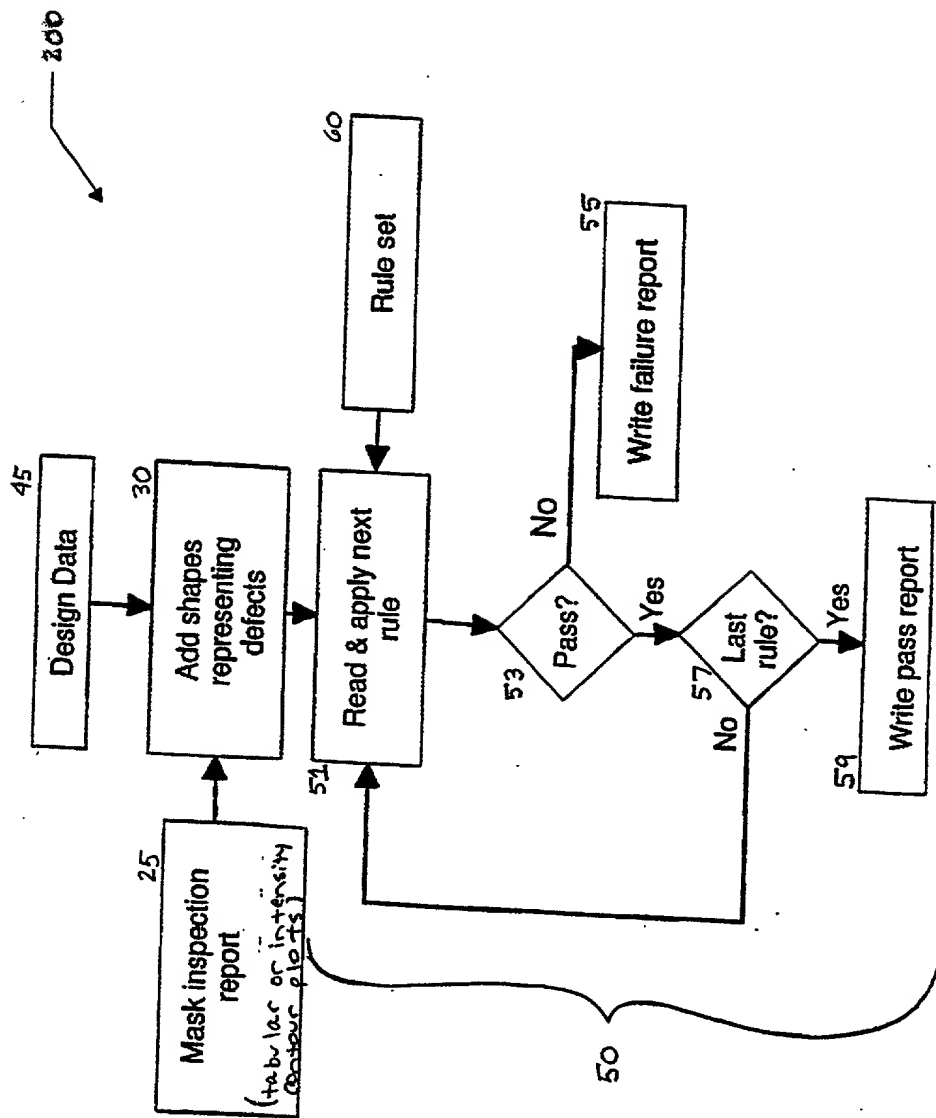 200
45
Design Data
25
Mask inspection
report
(tabular or intensity
contour plots)
30
Add shapes
representing
defects
60
Rule set
51
Read & apply next
rule
53
Pass?
No
55
Write failure report
Yes
57
Last
rule?
No
Yes
59
Write pass report
50